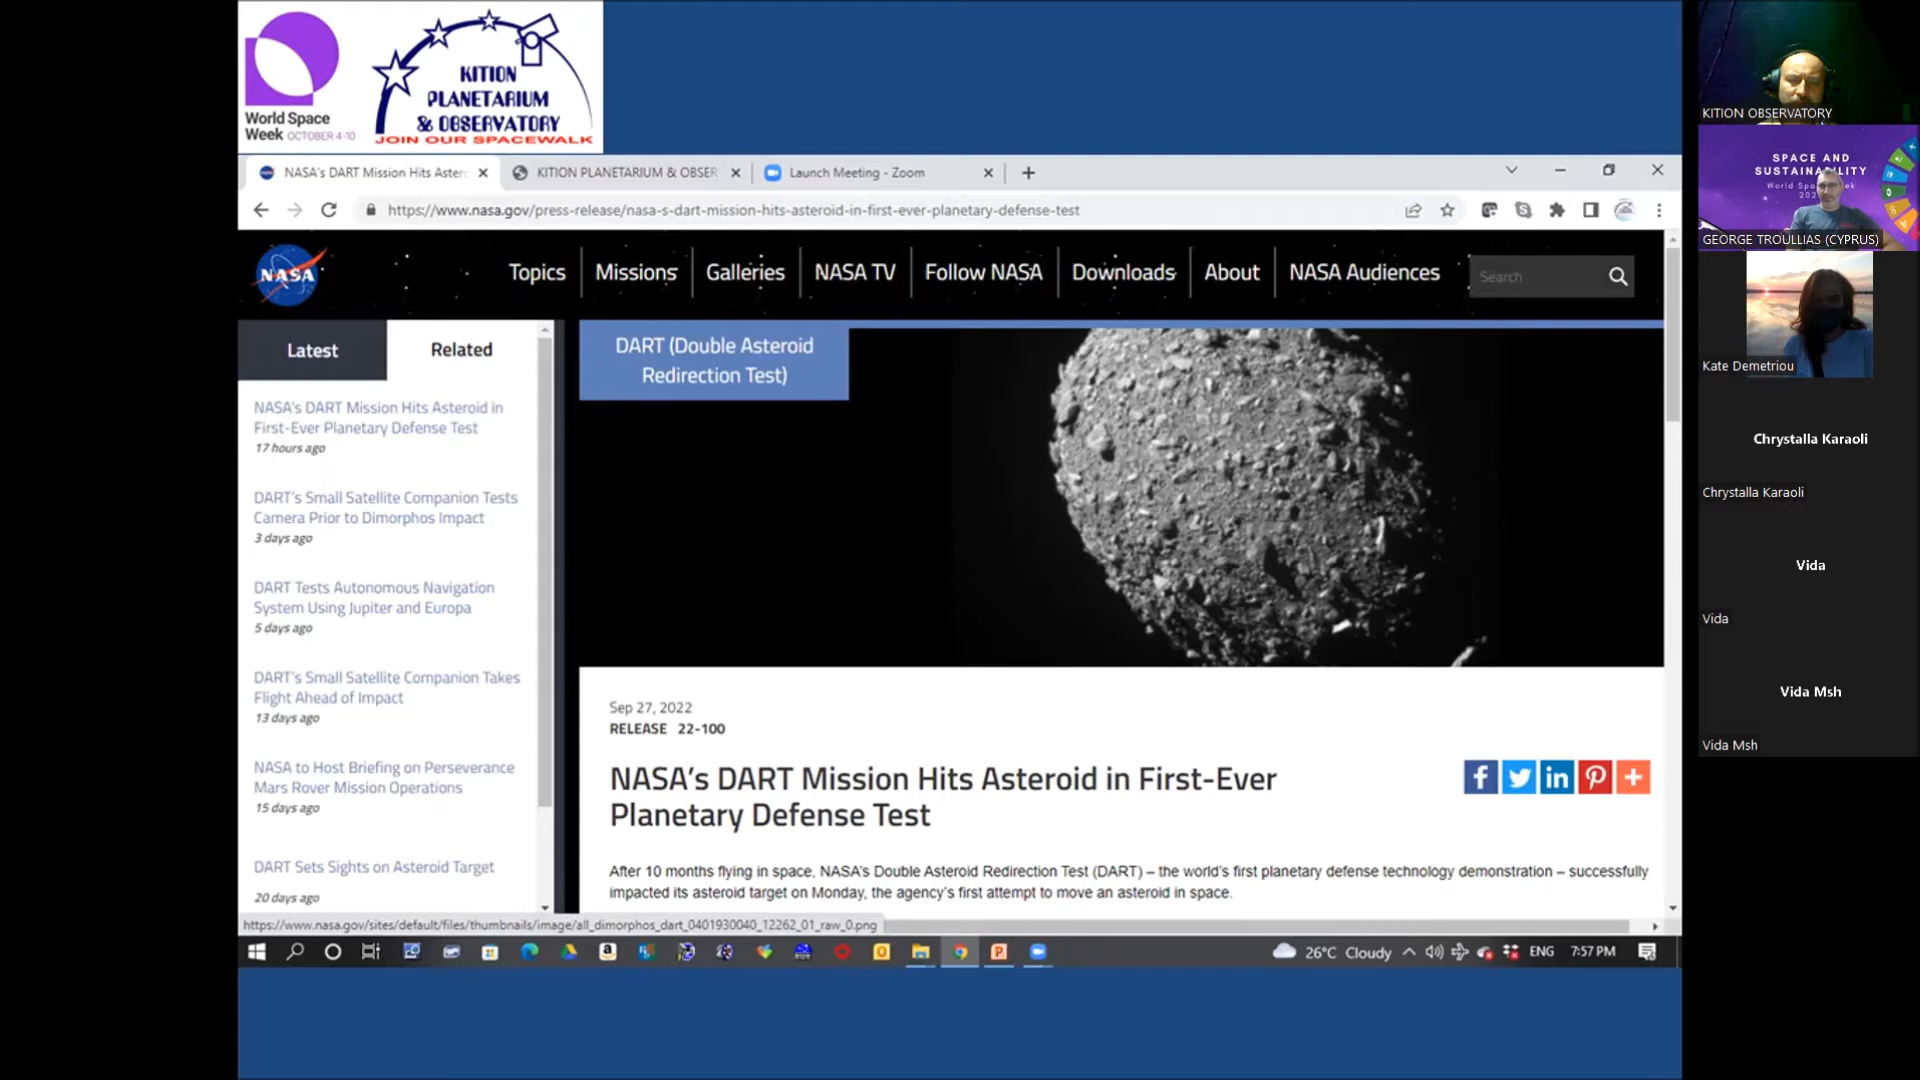 World Space
Week OCTOBER 4-10
KITION
PLANETARIUM
& OBSERVATORY
JOIN OUR SPACEWALK
NASA's DART Mission Hits Aster
KITION PLANETARIUM & OBSER
Launch Meeting - Zoom
https://www.nasa.gov/press-release/nasa-s-dart-mission-hits-asteroid-in-first-ever-planetary-defense-test
NASA
Topics
Missions
Galleries
NASA TV
Follow NASA
Downloads
About
NASA Audiences
Search
Latest
Related
NASA's DART Mission Hits Asteroid in
First-Ever Planetary Defense Test
17 hours ago
DART's Small Satellite Companion Tests
Camera Prior to Dimorphos Impact
3 days ago
DART Tests Autonomous Navigation
System Using Jupiter and Europa
5 days ago
DART's Small Satellite Companion Takes
Flight Ahead of Impact
13 days ago
NASA to Host Briefing on Perseverance
Mars Rover Mission Operations
15 days ago
DART Sets Sights on Asteroid Target
20 days ago
DART (Double Asteroid
Redirection Test)
Sep 27, 2022
RELEASE 22-100
NASA's DART Mission Hits Asteroid in First-Ever
Planetary Defense Test
After 10 months flying in space, NASA's Double Asteroid Redirection Test (DART) – the world's first planetary defense technology demonstration – successfully
impacted its asteroid target on Monday, the agency's first attempt to move an asteroid in space.
https://www.nasa.gov/sites/default/files/thumbnails/image/all_dimorphos_dart_0401930040_12262_01_raw_0.png
26°C Cloudy
ENG
7:57 PM
KITION OBSERVATORY
SPACE AND
SUSTAINABILITY
World Space Week
GEORGE TROULLIAS (CYPRUS)
Kate Demetriou
Chrystalla Karaoli
Chrystalla Karaoli
Vida
Vida
Vida Msh
Vida Msh